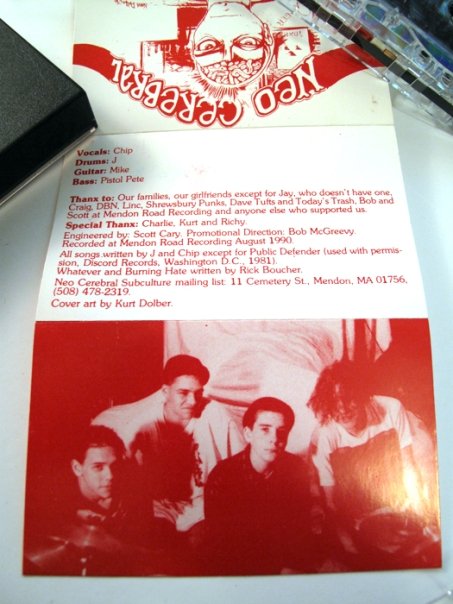 NEO CEREBRAL
Vocals: Chip
Drums: J
Guitar: Mike
Bass: Pistol Pete
Thanx to: Our families, our girlfriends except for Jay, who doesn't have one,
Craig, DBN, Linc, Shrewsbury Punks, Dave Tufts and Today's Trash, Bob and
Scott at Mendon Road Recording and anyone else who supported us.
Special Thanx: Charlie, Kurt and Richy.
Engineered by: Scott Cary. Promotional Direction: Bob McGreevy.
Recorded at Mendon Road Recording August 1990.
All songs written by J and Chip except for Public Defender (used with permis-
sion, Discord Records, Washington D.C., 1981).
Whatever and Burning Hate written by Rick Boucher.
Neo Cerebral Subculture mailing list: 11 Cemetery St., Mendon, MA 01756,
(508) 478-2319.
Cover art by Kurt Dolber.